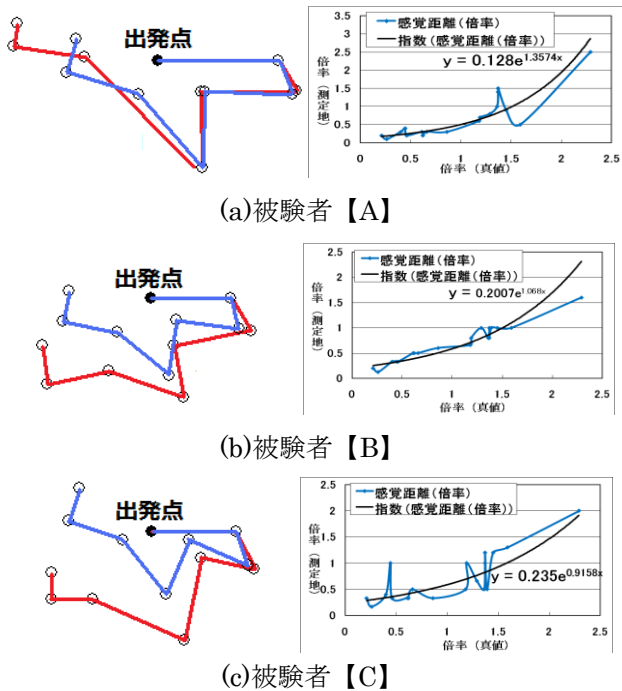 出発点
3.5
3
2.5
2
1.5
1
0.5
0
感覚距離(倍率)
指数(感覚距離(倍率))
y = 0.128e1.3574x
倍率(測定地)
0 0.5 1 1.5 2 2.5
倍率(真値)
(a)被験者【A】
出発点
2.5
2
1.5
1
0.5
0
感覚距離(倍率)
指数(感覚距離(倍率))
y = 0.2007e1.068x
倍率(測定地)
0 0.5 1 1.5 2 2.5
倍率(真値)
(b)被験者【B】
出発点
2.5
2
1.5
1
0.5
0
感覚距離(倍率)
指数(感覚距離(倍率))
y = 0.235e0.9158x
倍率(測定地)
0 0.5 1 1.5 2 2.5
倍率(真値)
(c)被験者【C】